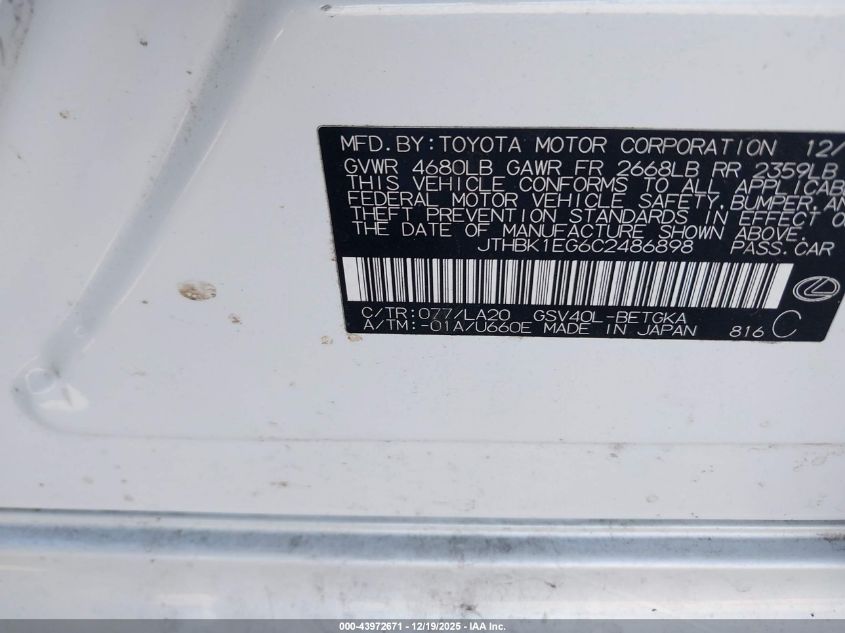 MFD. BY: TOYOTA MOTOR CORPORATION 12/
GVWR 4680LB GAWR FR 2668LB RR 2359LB
THIS VEHICLE CONFORMS TO ALL APPLICAB
FEDERAL MOTOR VEHICLE SAFETY, BUMPER, AN
THEFT PREVENTION STANDARDS IN EFFECT O
THE DATE OF MANUFACTURE SHOWN ABOVE.
JTHBK1EG6C2486898 PASS. CAR
C/TR: 077/LA20 GSV40L-BETGKA
A/TM: -01A/U660E MADE IN JAPAN 816 C
000-43972671 - 12/19/2025 - IAA Inc.